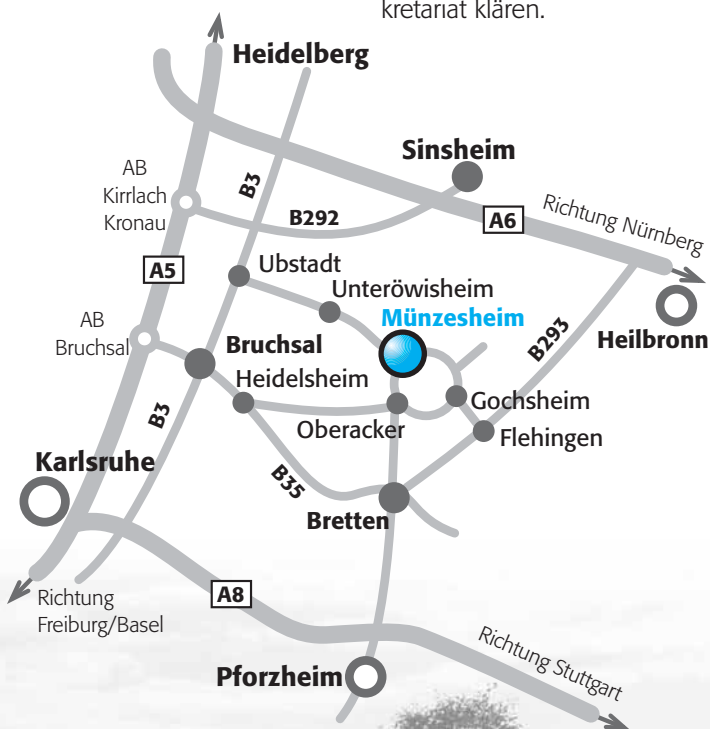 kretariat klären.
Heidelberg
Sinsheim
AB
Kirrlach
Kronau
B3
B292
A6
Richtung Nürnberg
A5
Ubstadt
Unteröwisheim
Münzesheim
AB
Bruchsal
Bruchsal
B293
Heilbronn
Heidelsheim
Gochsheim
B3
Oberacker
Flehingen
Karlsruhe
B35
Bretten
A8
Richtung
Freiburg/Basel
Richtung Stuttgart
Pforzheim